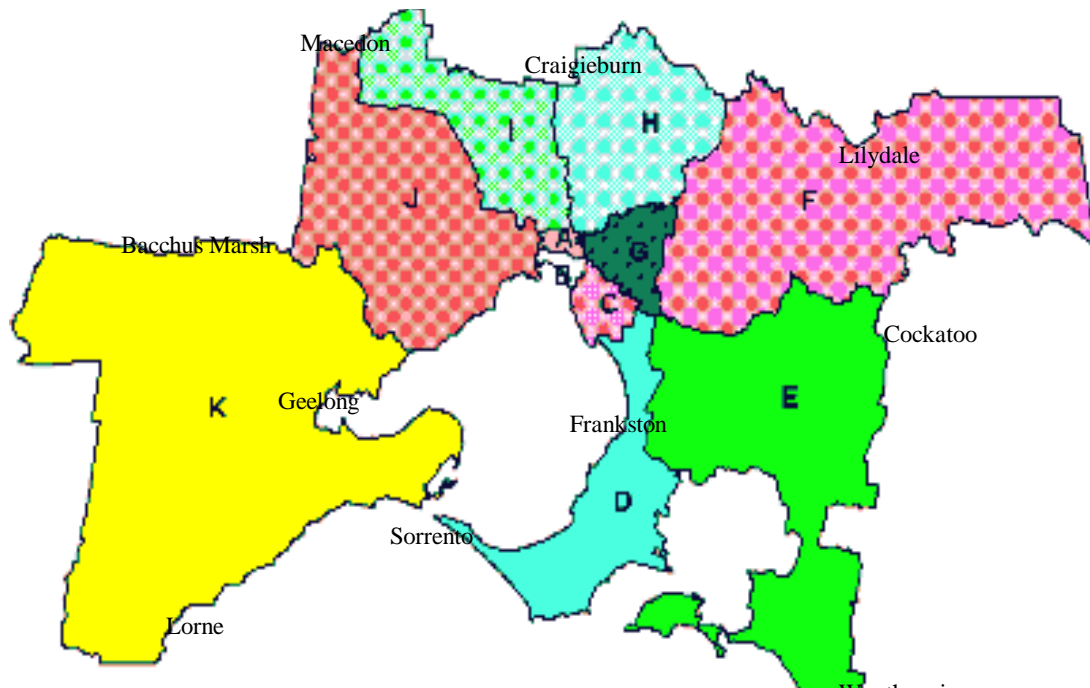 Macedon
Craigieburn
H
I
Lilydale
J
F
A
Bacchus Marsh
G
B
C
Cockatoo
E
Geelong
K
Frankston
D
Sorrento
Lorne